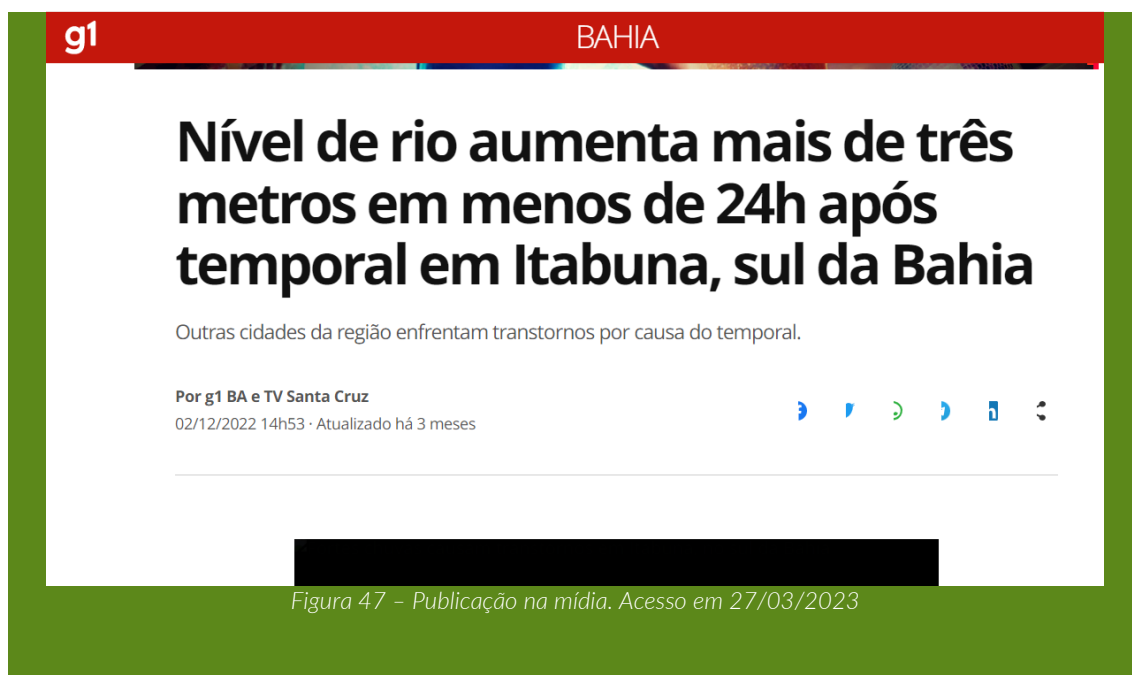 g1
BAHIA
Nível de rio aumenta mais de três
metros em menos de 24h após
temporal em Itabuna, sul da Bahia
Outras cidades da região enfrentam transtornos por causa do temporal.
Por g1 BA e TV Santa Cruz
02/12/2022 14h53 · Atualizado há 3 meses
Figura 47 – Publicação na mídia. Acesso em 27/03/2023